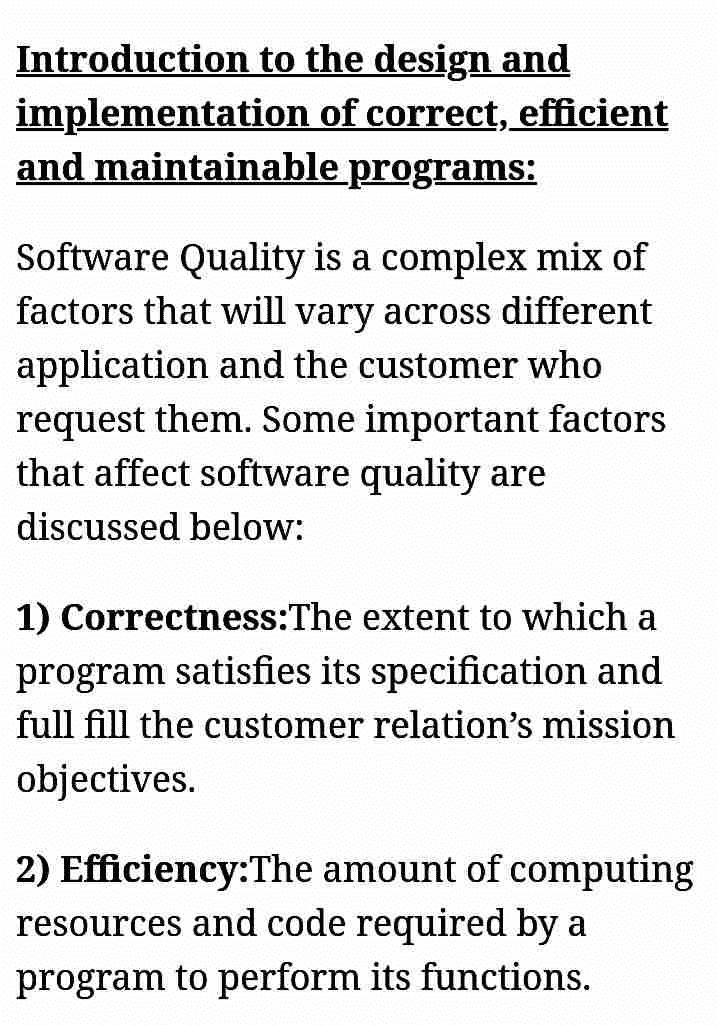 Introduction to the design and
implementation of correct, efficient
and maintainable programs:
Software Quality is a complex mix of
factors that will vary across different
application and the customer who
request them. Some important factors
that affect software quality are
discussed below:
1) Correctness:The extent to which a
program satisfies its specification and
full fill the customer relation’s mission
objectives.
2) Efficiency:The amount of computing
resources and code required by a
program to perform its functions.